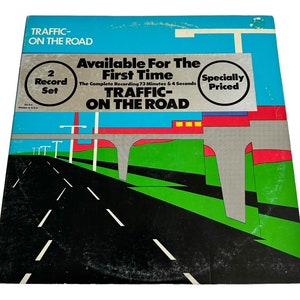 TRAFFIC-
ON THE ROAD
2
Record
Set
Available For The
First Time
The Complete Recording 73 Minutes & 4 Seconds
TRAFFIC-
ON THE ROAD
Specially
Priced